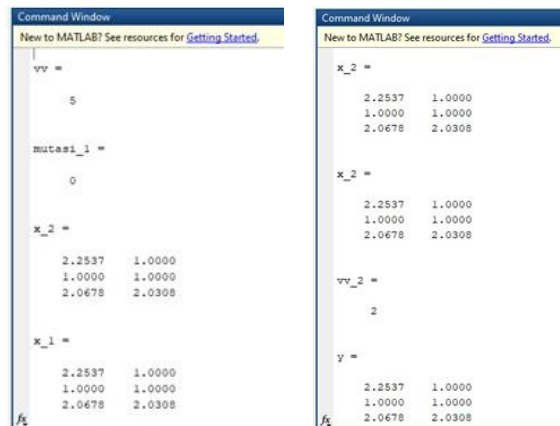 Command Window
New to MATLAB? See resources for Getting Started.
vv =
5
mutasi_1 =
0
x_2 =
2.2537 1.0000
1.0000 1.0000
2.0678 2.0308
x_1 =
2.2537 1.0000
1.0000 1.0000
2.0678 2.0308
fx
Command Window
New to MATLAB? See resources for Getting Started.
x_2 =
2.2537 1.0000
1.0000 1.0000
2.0678 2.0308
x_2 =
2.2537 1.0000
1.0000 1.0000
2.0678 2.0308
vv_2 =
2
y =
2.2537 1.0000
1.0000 1.0000
2.0678 2.0308
fx